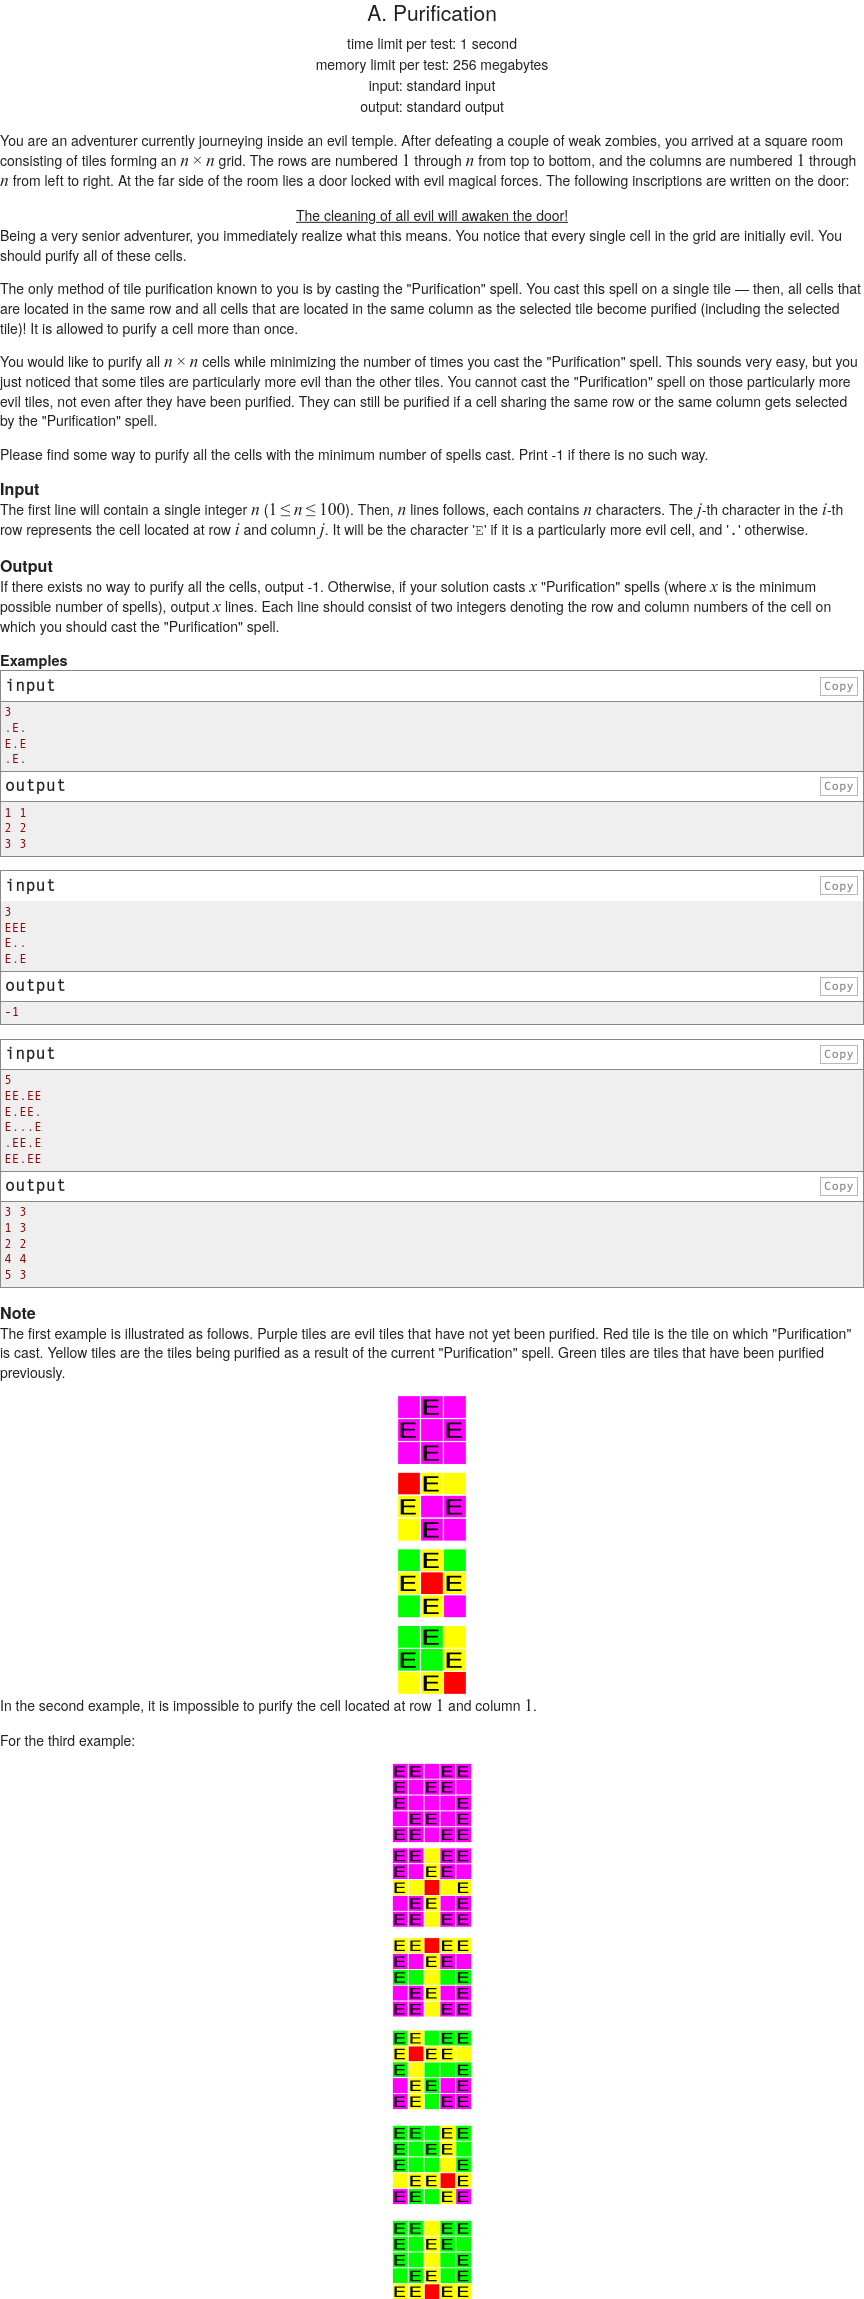 A. Purification
time limit per test: 1 second
memory limit per test: 256 megabytes
input: standard input
output: standard output
You are an adventurer currently journeying inside an evil temple. After defeating a couple of weak zombies, you arrived at a square room
consisting of tiles forming an n × n grid. The rows are numbered 1 through n from top to bottom, and the columns are numbered 1 through
n from left to right. At the far side of the room lies a door locked with evil magical forces. The following inscriptions are written on the door:
The cleaning of all evil will awaken the door!
Being a very senior adventurer, you immediately realize what this means. You notice that every single cell in the grid are initially evil. You
should purify all of these cells.
The only method of tile purification known to you is by casting the "Purification" spell. You cast this spell on a single tile — then, all cells that
are located in the same row and all cells that are located in the same column as the selected tile become purified (including the selected
tile)! It is allowed to purify a cell more than once.
You would like to purify all n × n cells while minimizing the number of times you cast the "Purification" spell. This sounds very easy, but you
just noticed that some tiles are particularly more evil than the other tiles. You cannot cast the "Purification" spell on those particularly more
evil tiles, not even after they have been purified. They can still be purified if a cell sharing the same row or the same column gets selected
by the "Purification" spell.
Please find some way to purify all the cells with the minimum number of spells cast. Print -1 if there is no such way.
Input
The first line will contain a single integer n (1 ≤ n ≤ 100). Then, n lines follows, each contains n characters. The j-th character in the i-th
row represents the cell located at row i and column j. It will be the character 'E' if it is a particularly more evil cell, and '.' otherwise.
Output
If there exists no way to purify all the cells, output -1. Otherwise, if your solution casts x "Purification" spells (where x is the minimum
possible number of spells), output x lines. Each line should consist of two integers denoting the row and column numbers of the cell on
which you should cast the "Purification" spell.
Examples
input Copy
3
.E.
E.E
.E.
output Copy
1 1
2 2
3 3
input Copy
3
EEE
E..
E.E
output Copy
-1
input Copy
5
EE.EE
E.EE.
E...E
.EE.E
EE.EE
output Copy
3 3
1 3
2 2
4 4
5 3
Note
The first example is illustrated as follows. Purple tiles are evil tiles that have not yet been purified. Red tile is the tile on which "Purification"
is cast. Yellow tiles are the tiles being purified as a result of the current "Purification" spell. Green tiles are tiles that have been purified
previously.
E
E E
E
E
E E
E
E
E E
E
E
E E
E
In the second example, it is impossible to purify the cell located at row 1 and column 1.
For the third example:
E E E E
E E E
E E
E E E
E E E E
E E E E
E E E
E E
E E E
E E E E
E E E E
E E E
E E
E E E
E E E E
E E E E
E E E
E E
E E E
E E E E
E E E E
E E E
E E
E E E
E E E E
E E E E
E E E
E E
E E E
E E E E